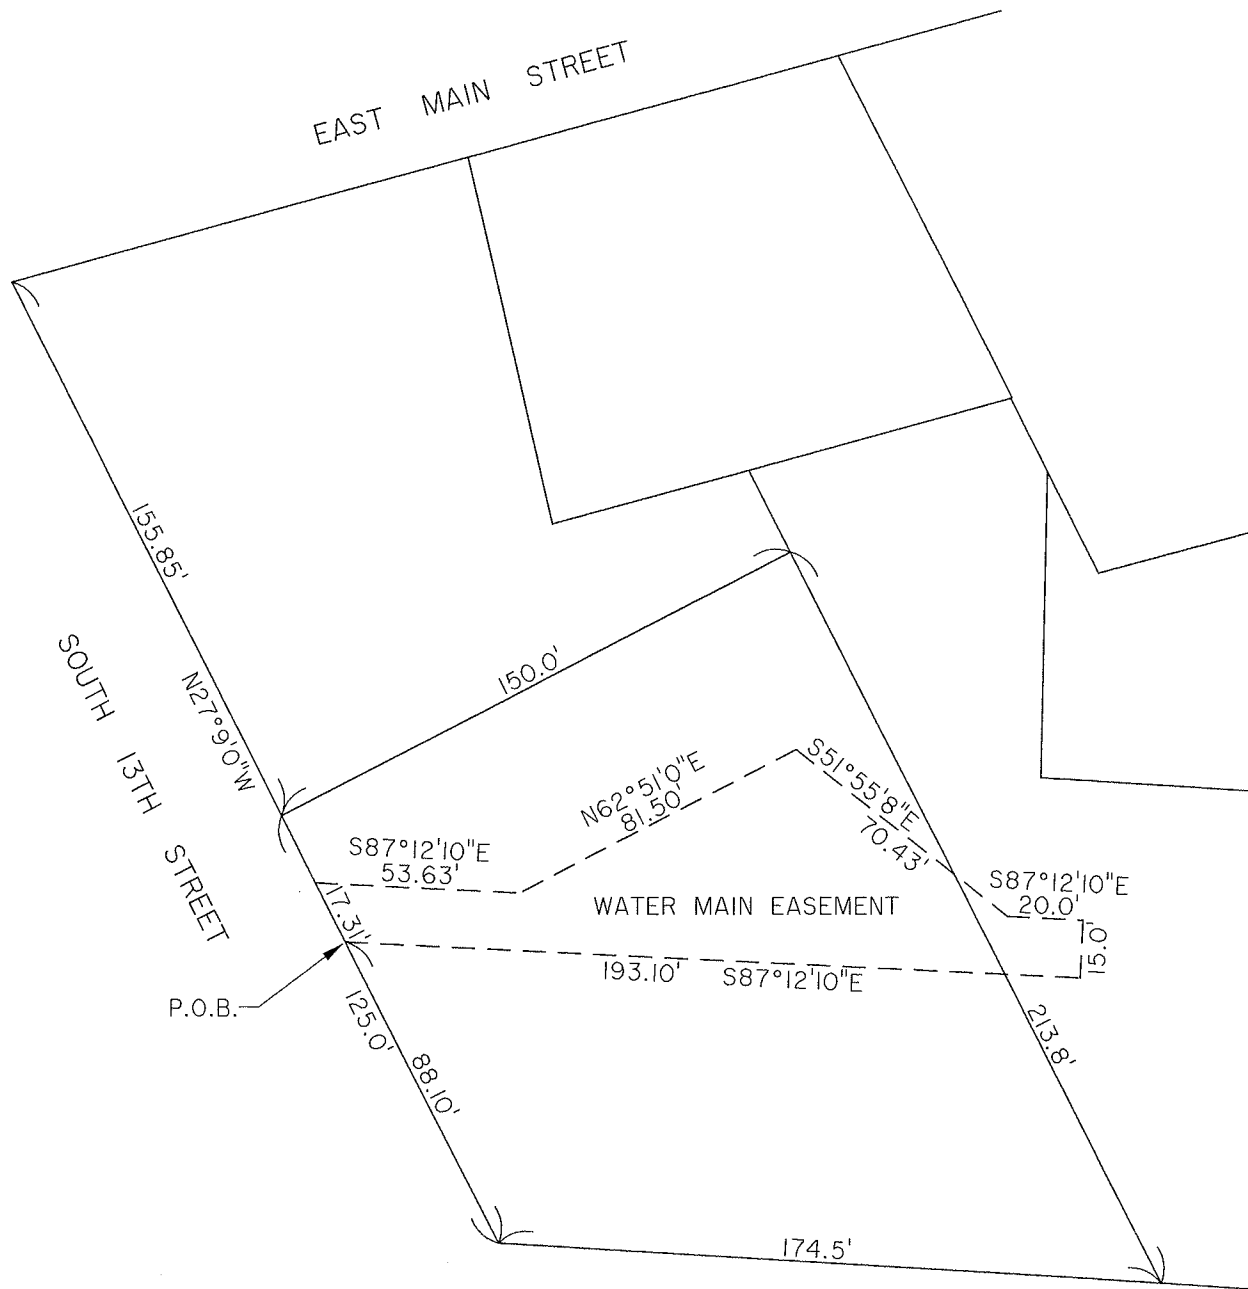 EAST MAIN STREET
155.85'
N27°9'0"W
SOUTH 13TH STREET
150.0'
N62°51'0"E
81.50'
S51°55'8"E
70.43'
S87°12'10"E
53.63'
S87°12'10"E
20.0'
WATER MAIN EASEMENT
17.31'
15.0'
193.10' S87°12'10"E
P.O.B.
125.0'
88.10'
213.8'
174.5'